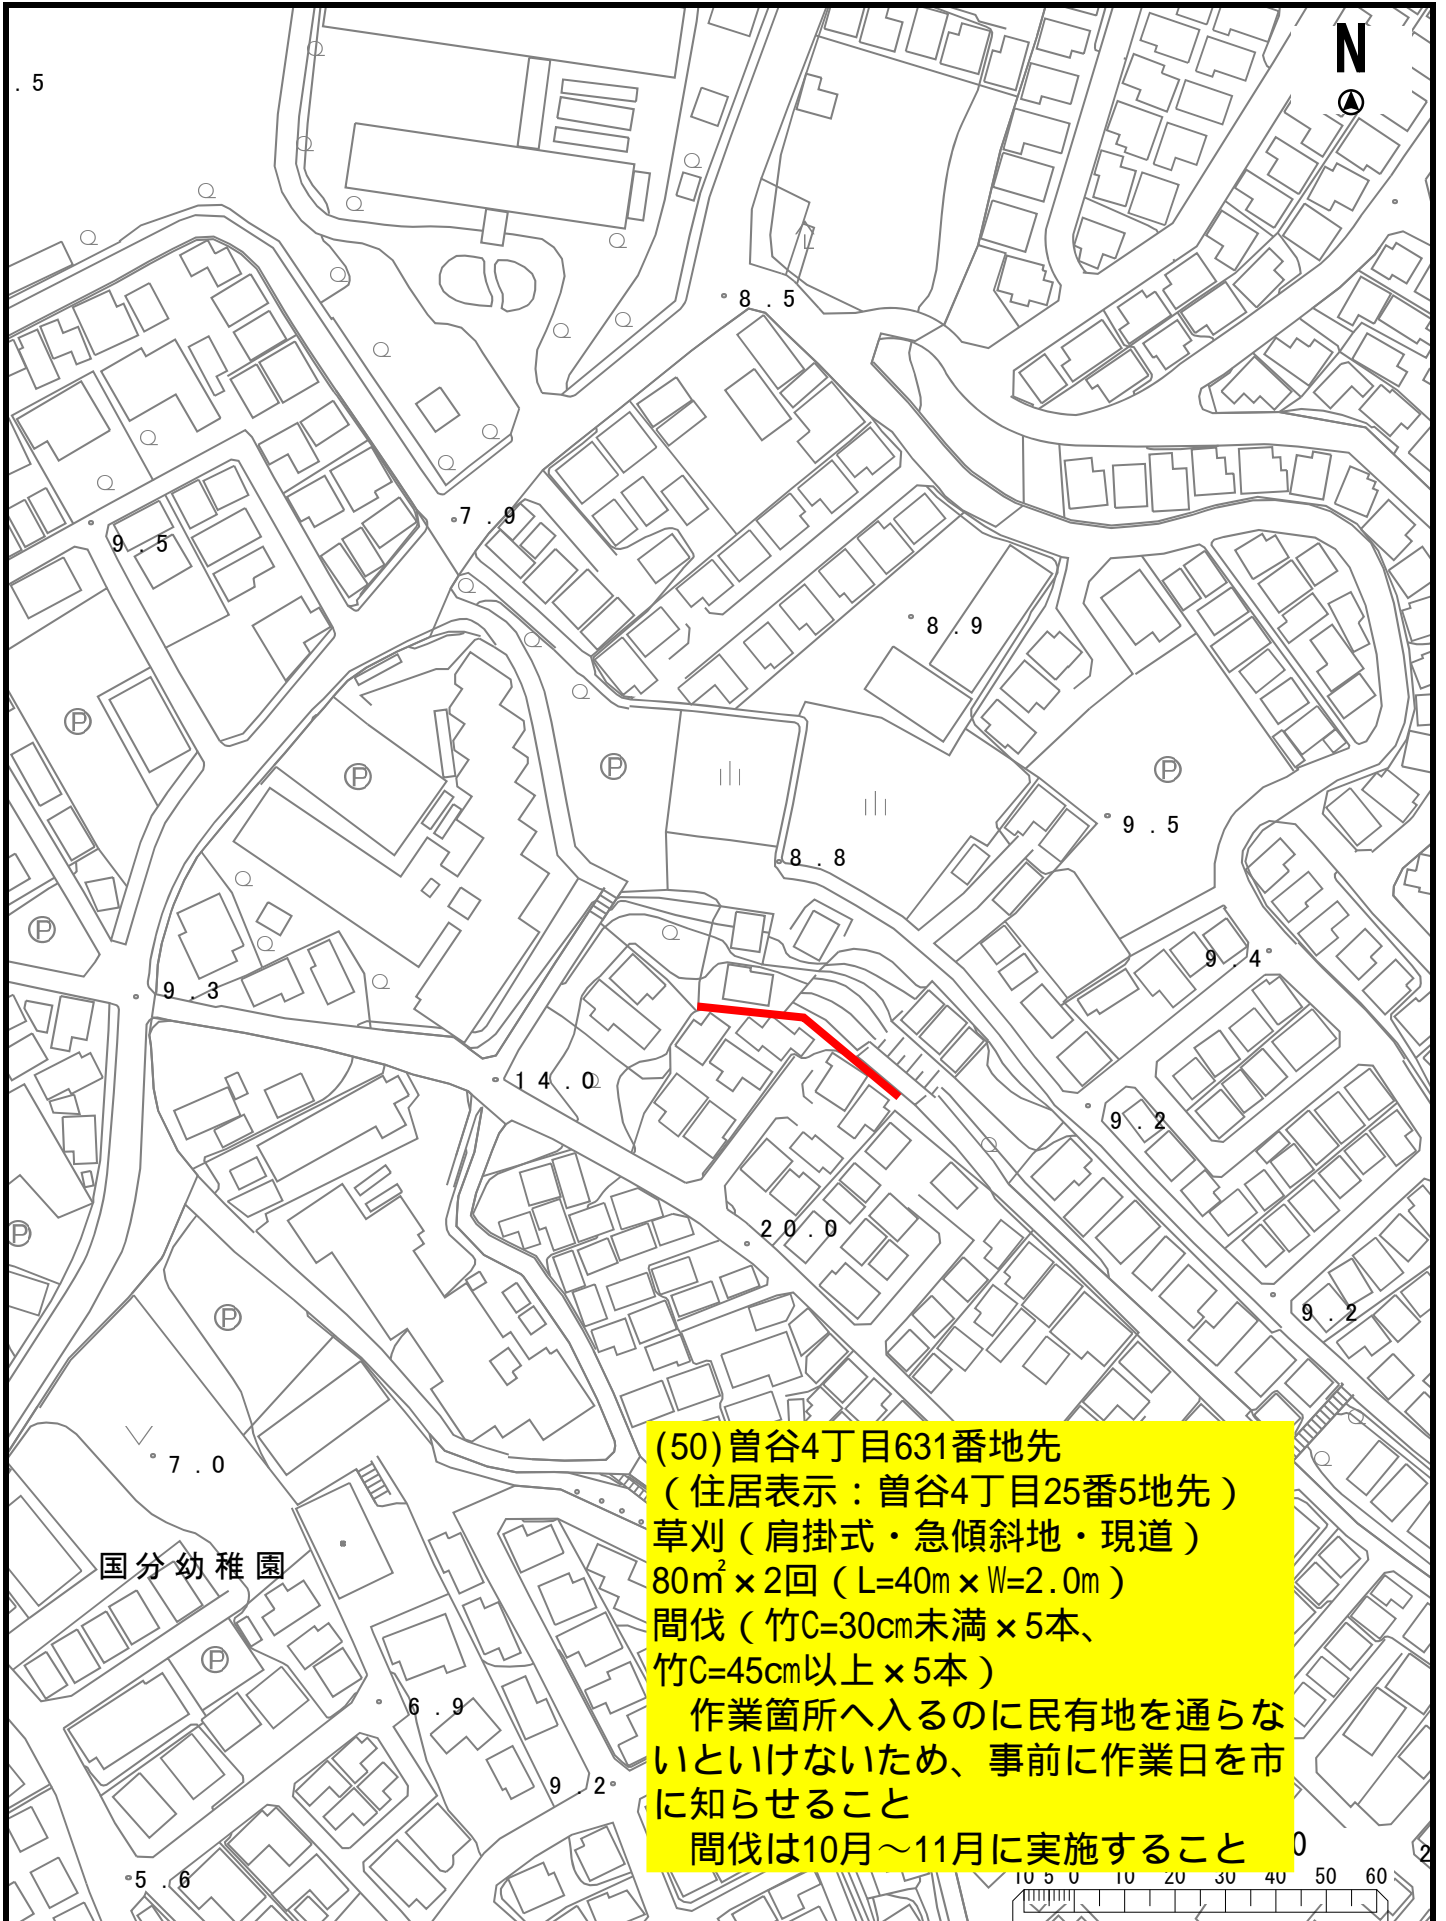 N
.5
8.5
7.9
9.5
8.9
P
P
P
P
9.5
8.8
P
9.4
9.3
14.0
9.2
20.0
P
9.2
P
7.0
(50)曽谷4丁目631番地先
（住居表示：曽谷4丁目25番5地先）
草刈（肩掛式・急傾斜地・現道）
80㎡×2回（L=40m×W=2.0m）
間伐（竹C=30cm未満×5本、
竹C=45cm以上×5本）
　作業箇所へ入るのに民有地を通らな
いといけないため、事前に作業日を市
に知らせること
　間伐は10月～11月に実施すること
国分幼稚園
P
6.9
9.2
5.6
0
2
10 5 0 10 20 30 40 50 60